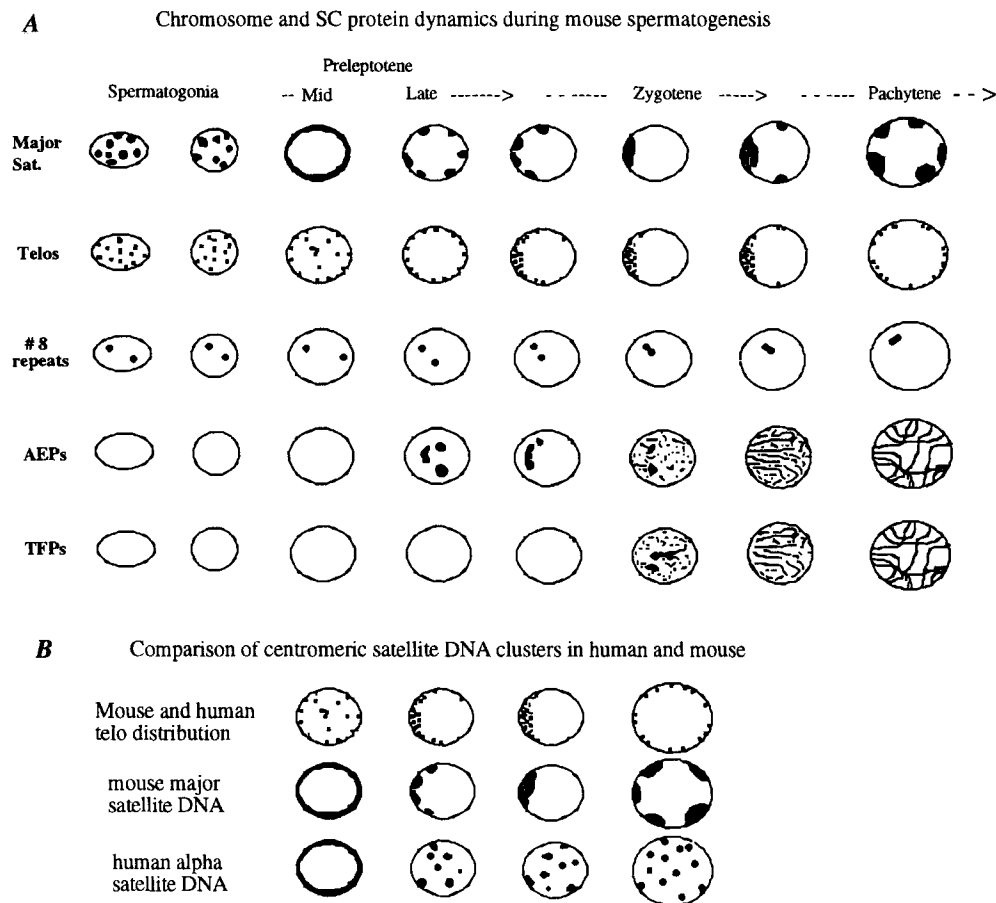 A Chromosome and SC protein dynamics during mouse spermatogenesis
Preleptotene
Spermatogonia -- Mid Late ------> - - ----- Zygotene -----> - - ---- Pachytene - - >
Major
Sat.
Telos
# 8
repeats
AEPs
TFPs
B Comparison of centromeric satellite DNA clusters in human and mouse
Mouse and human
telo distribution
mouse major
satellite DNA
human alpha
satellite DNA